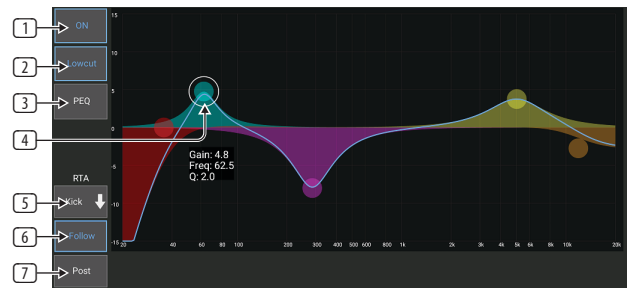 1 ON
15
2 Lowcut
10
3 PEQ
5
4
0
Gain: 4.8
Freq: 62.5
Q: 2.0
-5
RTA
5 Kick
-10
6 Follow
-15 20 40 60 80 100 200 300 400 500 600 800 1k 2k 3k 4k 5k 6k 8k 10k 20k
7 Post